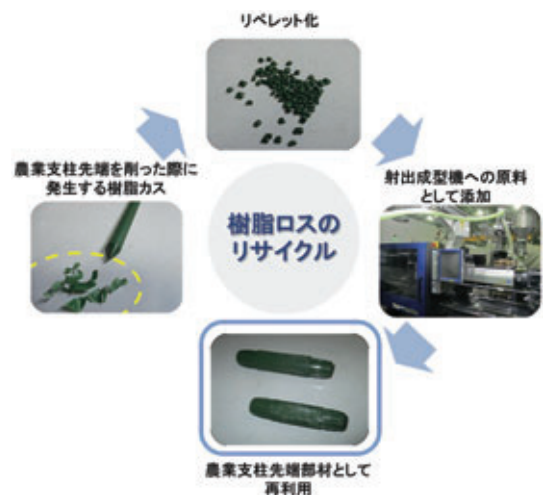 リペレット化
農業支柱先端を削った際に
発生する樹脂カス
射出成型機への原料
として添加
樹脂ロスの
リサイクル
農業支柱先端部材として
再利用